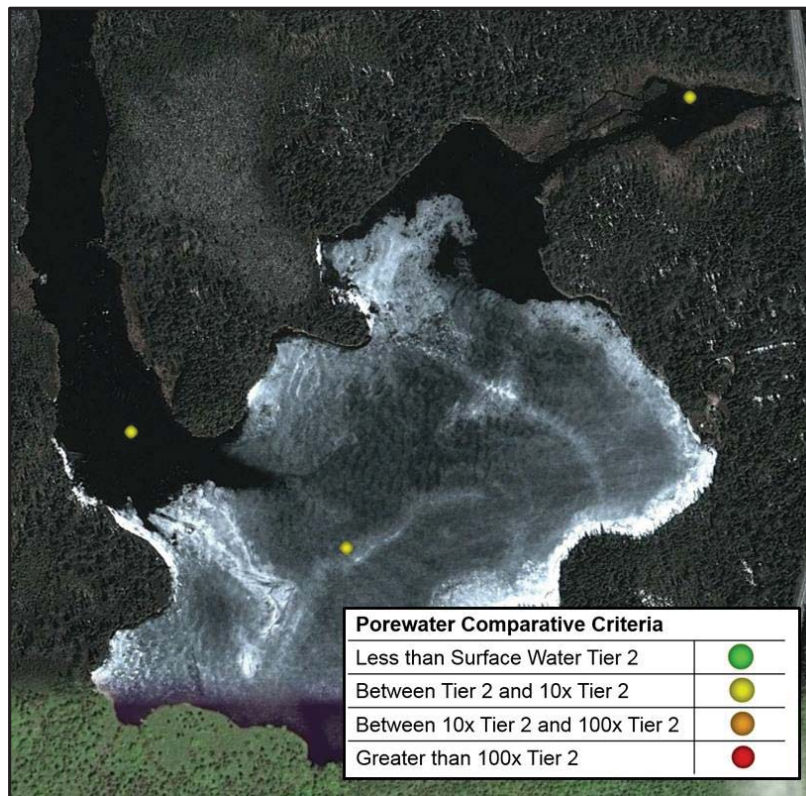 Porewater Comparative Criteria
Less than Surface Water Tier 2
Between Tier 2 and 10x Tier 2
Between 10x Tier 2 and 100x Tier 2
Greater than 100x Tier 2